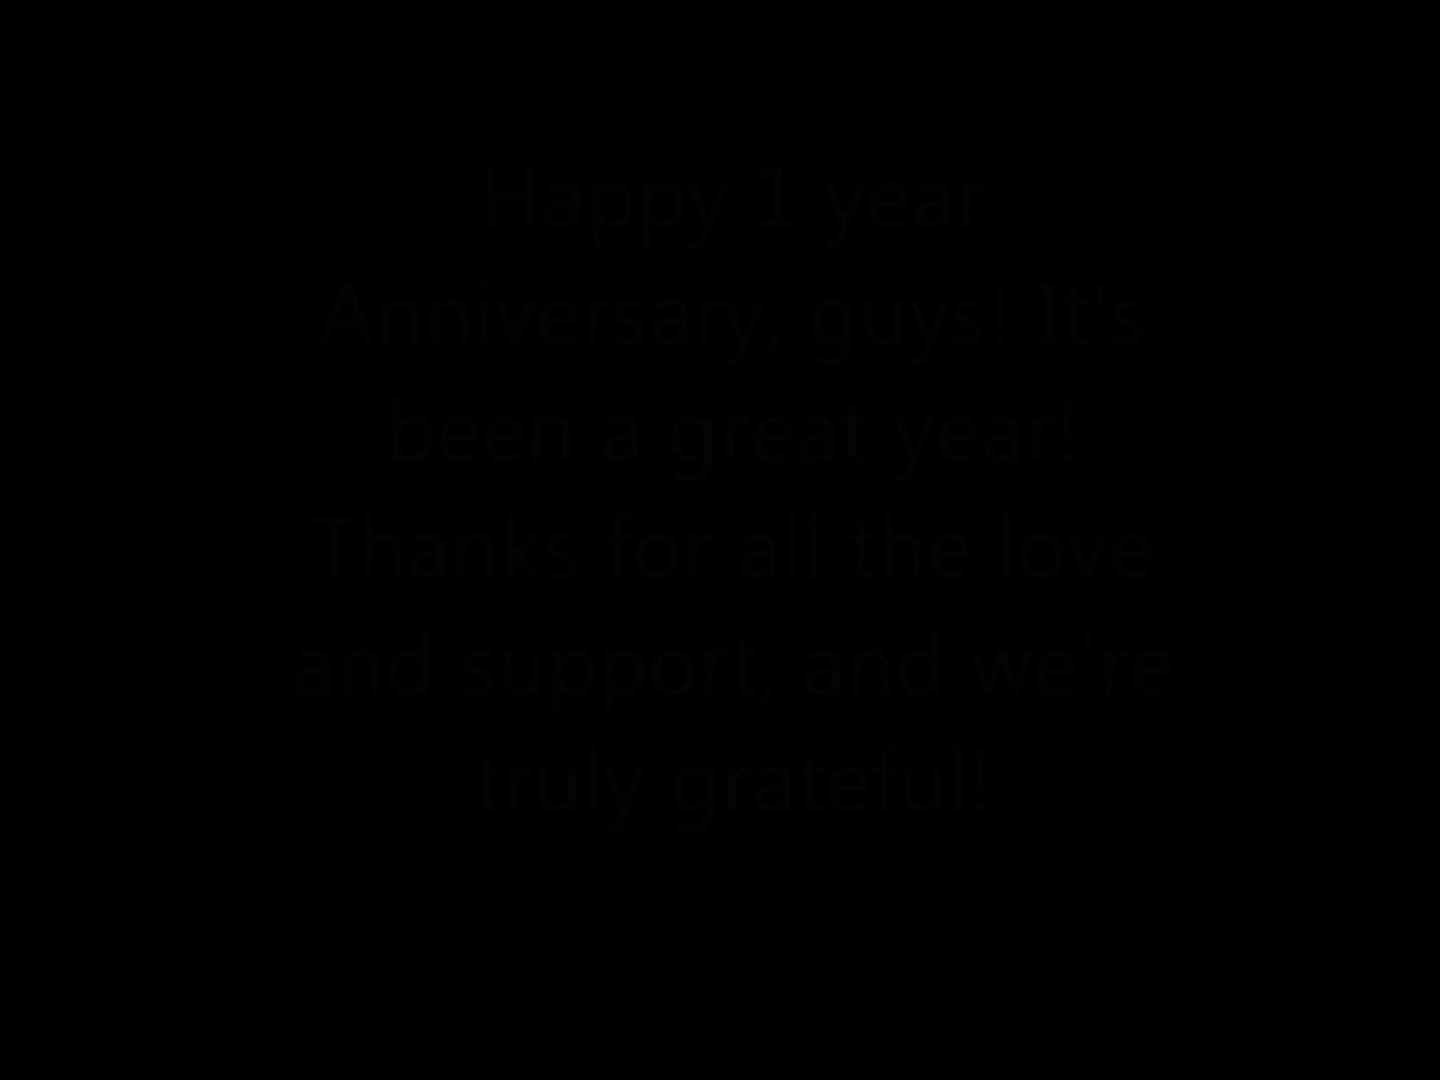 Happy 1 year
Anniversary, guys! It's
been a great year!
Thanks for all the love
and support, and we're
truly grateful!